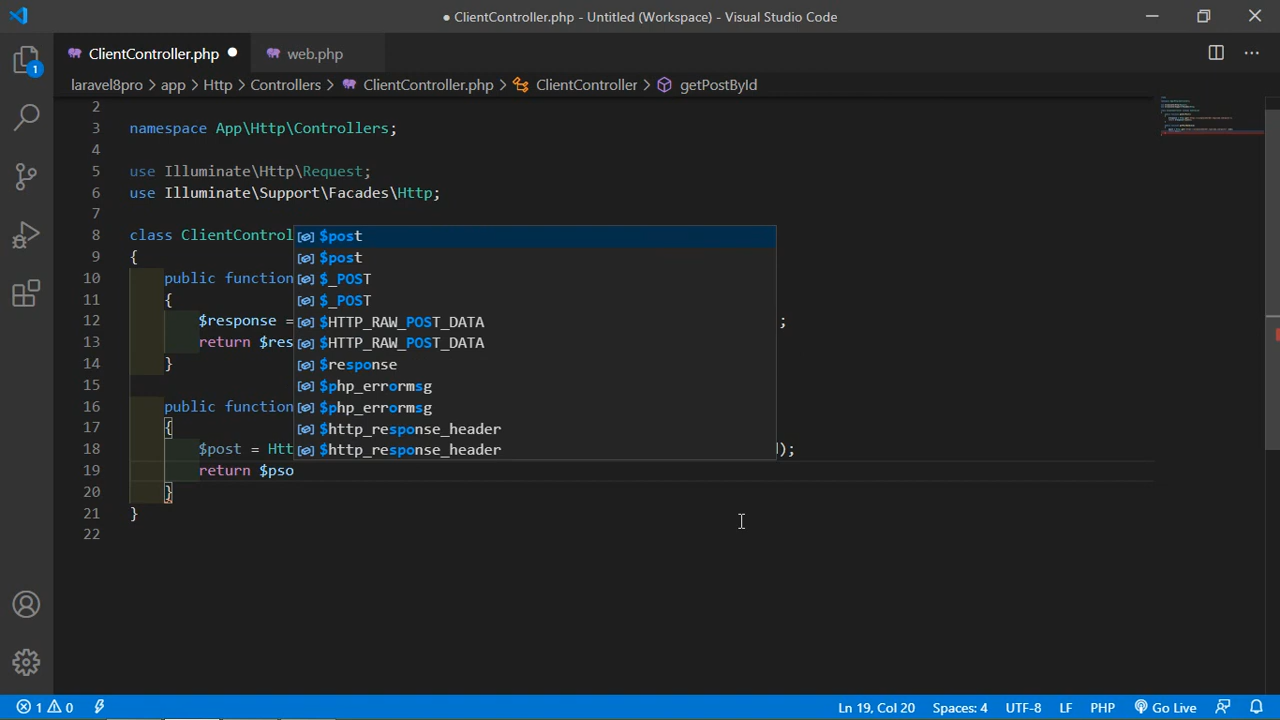 ● ClientController.php - Untitled (Workspace) - Visual Studio Code
ClientController.php ●
web.php
1
laravel8pro > app > Http > Controllers > ClientController.php > ClientController > getPostById
2
3 namespace App\Http\Controllers;
4
5 use Illuminate\Http\Request;
6 use Illuminate\Support\Facades\Http;
7
8 class ClientControl
9 {
10 public function
11 {
12 $response = ;
13 return $res
14 }
15
16 public function
17 {
18 $post = Htt d);
19 return $pso
20 }
21 }
22
$post
$post
$_POST
$_POST
$HTTP_RAW_POST_DATA
$HTTP_RAW_POST_DATA
$response
$php_errormsg
$php_errormsg
$http_response_header
$http_response_header
1 0 Ln 19, Col 20 Spaces: 4 UTF-8 LF PHP Go Live